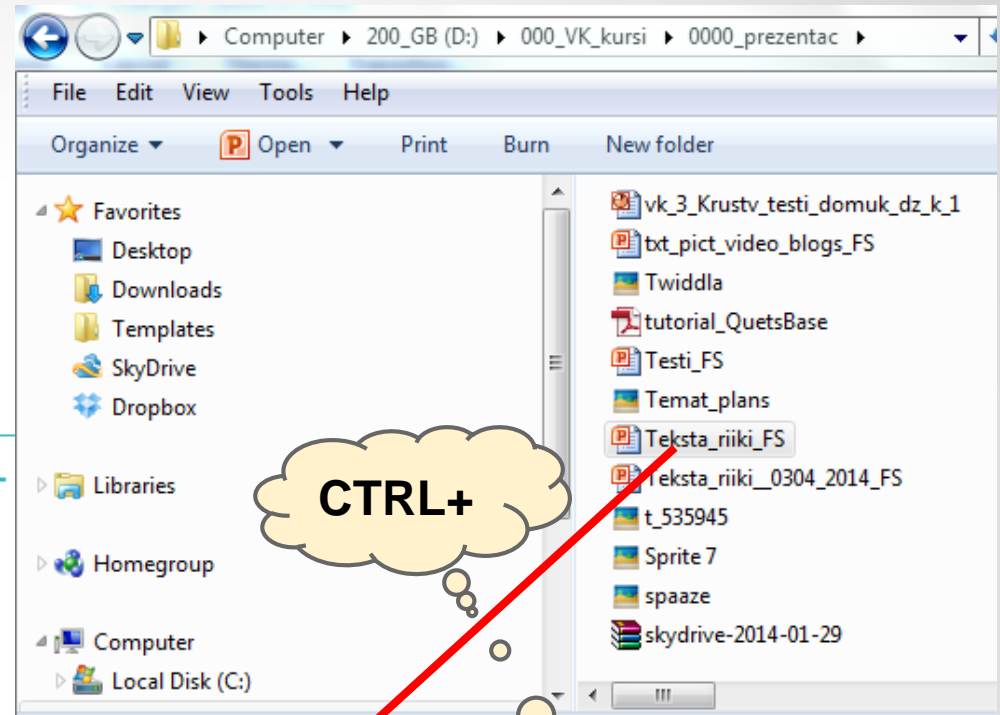 Computer ▸ 200_GB (D:) ▸ 000_VK_kursi ▸ 0000_prezentac ▸
File Edit View Tools Help
Organize Open Print Burn New folder
Favorites
Desktop
Downloads
Templates
SkyDrive
Dropbox
Libraries
Homegroup
Computer
Local Disk (C:)
vk_3_Krustv_testi_domuk_dz_k_1
txt_pict_video_blogs_FS
Twiddla
tutorial_QuetsBase
Testi_FS
Temat_plans
Teksta_riiki_FS
Teksta_riiki__0304_2014_FS
t_535945
Sprite 7
spaaze
skydrive-2014-01-29
CTRL+